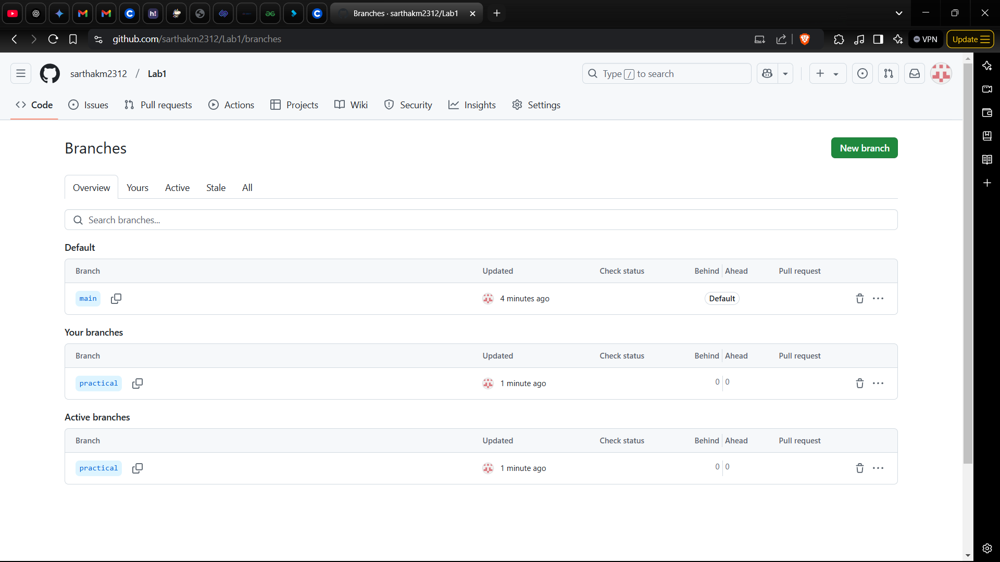 Branches · sarthakm2312/Lab1
github.com/sarthakm2312/Lab1/branches
VPN
Update
sarthakm2312 / Lab1
Type / to search
Code
Issues
Pull requests
Actions
Projects
Wiki
Security
Insights
Settings
Branches
New branch
Overview
Yours
Active
Stale
All
Search branches...
Default
Branch Updated Check status Behind Ahead Pull request
main 4 minutes ago Default
Your branches
Branch Updated Check status Behind Ahead Pull request
practical 1 minute ago 0 0
Active branches
Branch Updated Check status Behind Ahead Pull request
practical 1 minute ago 0 0